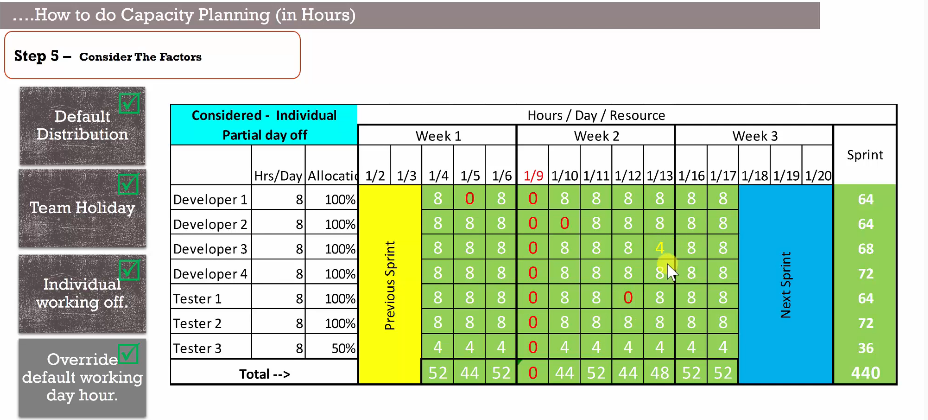 ....How to do Capacity Planning (in Hours)
Step 5 – Consider The Factors
Default
Distribution
Team Holiday
Individual
working off.
Override
default working
day hour.
Considered - Individual
Partial day off
Hours / Day / Resource
Week 1 Week 2 Week 3 Sprint
Hrs/Day Allocatic 1/2 1/3 1/4 1/5 1/6 1/9 1/10 1/11 1/12 1/13 1/16 1/17 1/18 1/19 1/20
Developer 1 8 100% 8 0 8 0 8 8 8 8 8 8 64
Developer 2 8 100% 8 8 8 0 0 8 8 8 8 8 64
Developer 3 8 100% 8 8 8 0 8 8 8 4 8 8 68
Developer 4 8 100% 8 8 8 0 8 8 8 8 8 8 72
Tester 1 8 100% 8 8 8 0 8 8 0 8 8 8 64
Tester 2 8 100% 8 8 8 0 8 8 8 8 8 8 72
Tester 3 8 50% 4 4 4 0 4 4 4 4 4 4 36
Total --> 52 44 52 0 44 52 44 48 52 52 440
Previous Sprint
Next Sprint